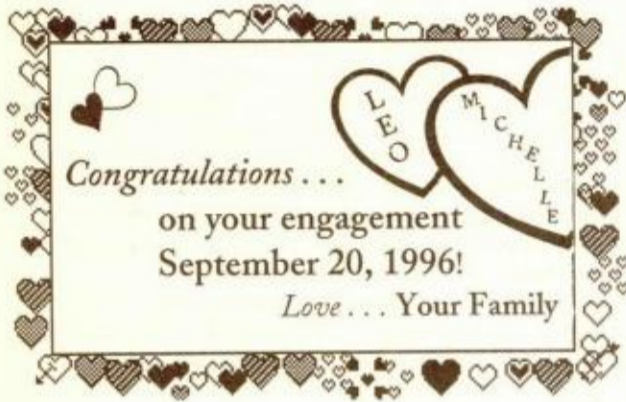 LEO
MICHELLE
Congratulations . . .
on your engagement
September 20, 1996!
Love . . . Your Family